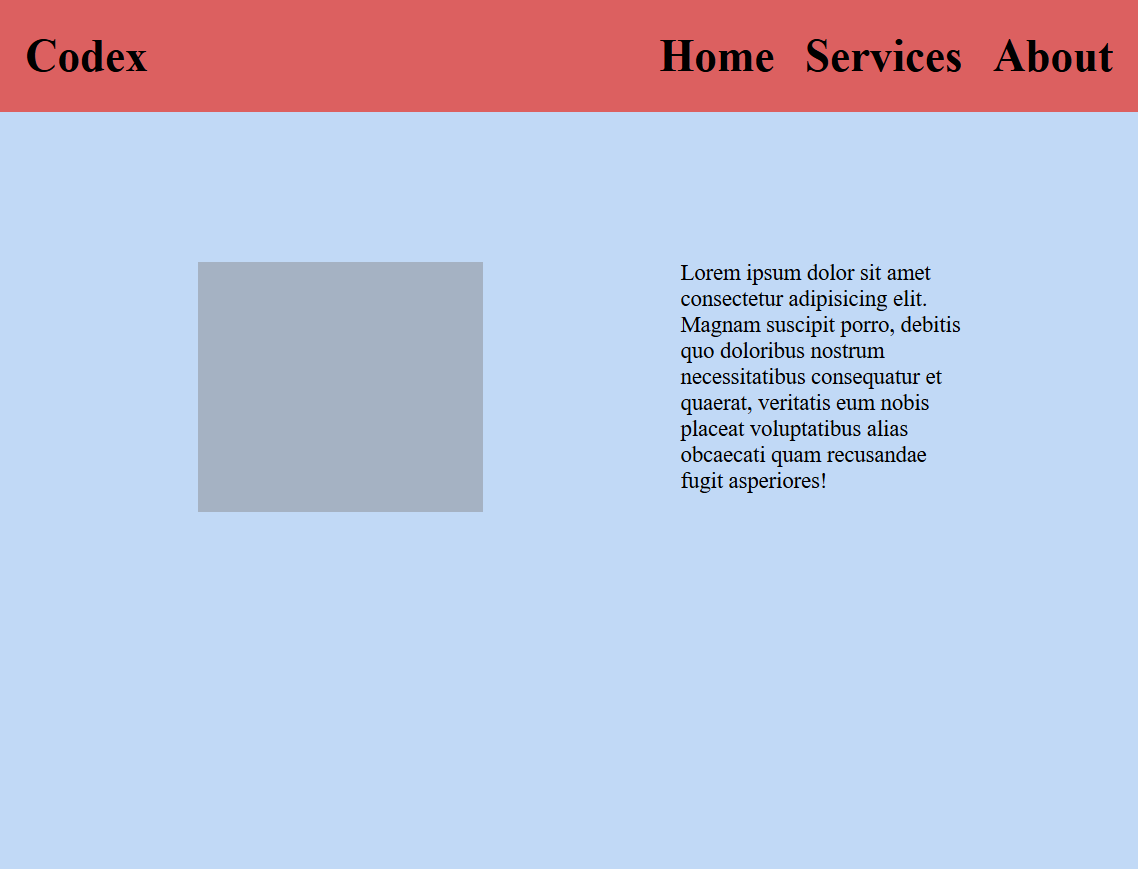 Codex
Home Services About
Lorem ipsum dolor sit amet
consectetur adipisicing elit.
Magnam suscipit porro, debitis
quo doloribus nostrum
necessitatibus consequatur et
quaerat, veritatis eum nobis
placeat voluptatibus alias
obcaecati quam recusandae
fugit asperiores!